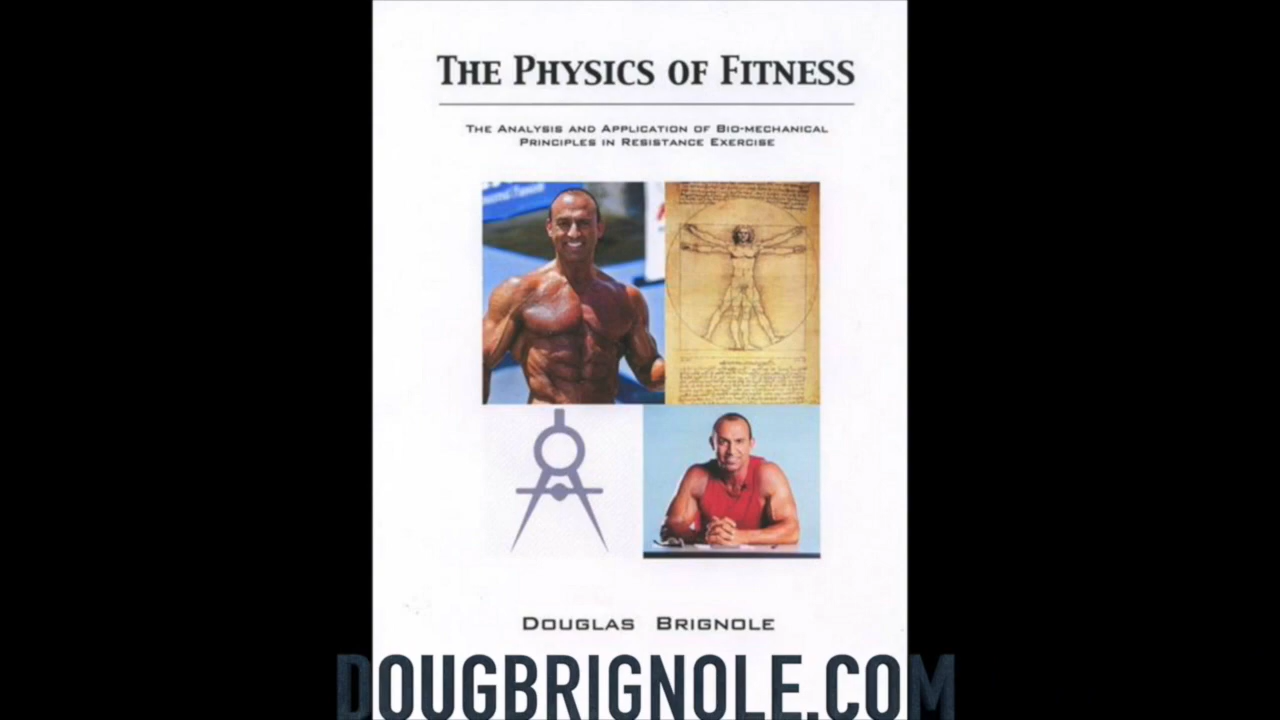 THE PHYSICS OF FITNESS
THE ANALYSIS AND APPLICATION OF BIO-MECHANICAL
PRINCIPLES IN RESISTANCE EXERCISE
DOUGLAS BRIGNOLE
DOUGBRIGNOLE.COM